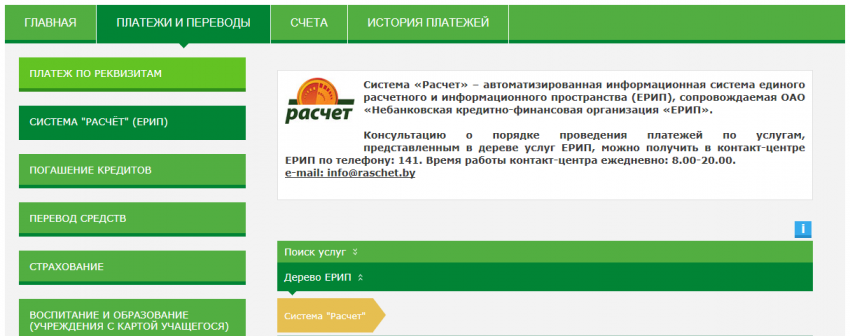 ГЛАВНАЯ
ПЛАТЕЖИ И ПЕРЕВОДЫ
СЧЕТА
ИСТОРИЯ ПЛАТЕЖЕЙ
ПЛАТЕЖ ПО РЕКВИЗИТАМ
СИСТЕМА "РАСЧЁТ" (ЕРИП)
ПОГАШЕНИЕ КРЕДИТОВ
ПЕРЕВОД СРЕДСТВ
СТРАХОВАНИЕ
ВОСПИТАНИЕ И ОБРАЗОВАНИЕ
(УЧРЕЖДЕНИЯ С КАРТОЙ УЧАЩЕГОСЯ)
расчет
Система «Расчет» – автоматизированная информационная система единого
расчетного и информационного пространства (ЕРИП), сопровождаемая ОАО
«Небанковская кредитно-финансовая организация «ЕРИП».
Консультацию о порядке проведения платежей по услугам,
представленным в дереве услуг ЕРИП, можно получить в контакт-центре
ЕРИП по телефону: 141. Время работы контакт-центра ежедневно: 8.00-20.00.
e-mail: info@raschet.by
i
Поиск услуг
Дерево ЕРИП
Система "Расчет"